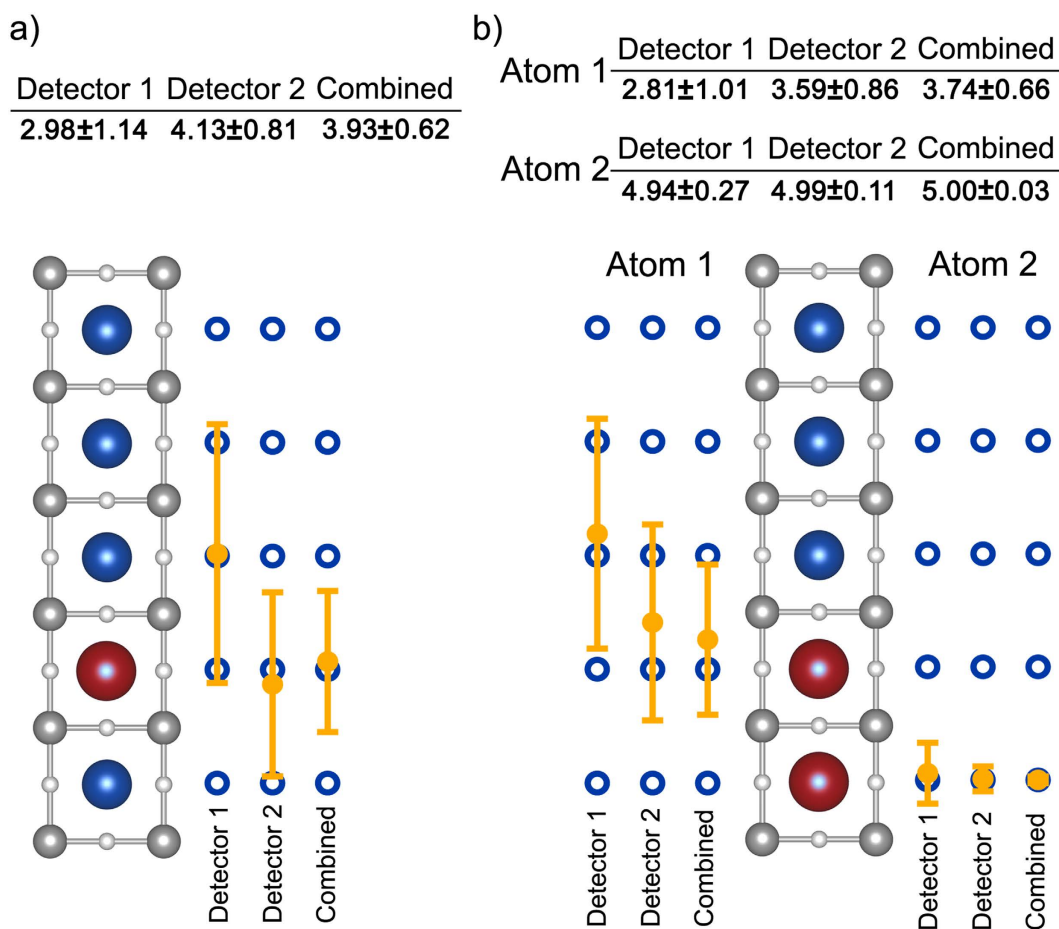 a)
Detector 1 Detector 2 Combined
2.98±1.14 4.13±0.81 3.93±0.62
b)
Atom 1
Detector 1 Detector 2 Combined
2.81±1.01 3.59±0.86 3.74±0.66
Atom 2
Detector 1 Detector 2 Combined
4.94±0.27 4.99±0.11 5.00±0.03
Atom 1
Atom 2
Detector 1
Detector 2
Combined
Detector 1
Detector 2
Combined
Detector 1
Detector 2
Combined